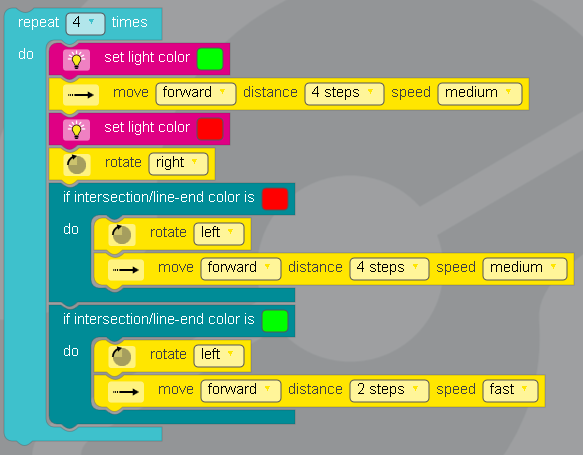 repeat 4 times
do
set light color
move forward distance 4 steps speed medium
set light color
rotate right
if intersection/line-end color is
do
rotate left
move forward distance 4 steps speed medium
if intersection/line-end color is
do
rotate left
move forward distance 2 steps speed fast